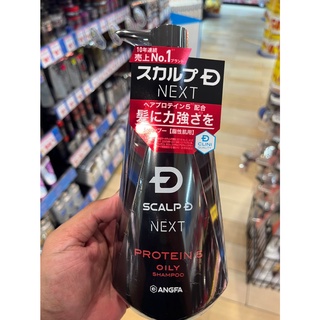 10年連続
売上No.1
スカルプD
NEXT
ヘアプロテイン5 配合
髪に力強さを
シャンプー【脂性肌用】
D
SCALP D
NEXT
PROTEIN 5
OILY
SHAMPOO
ANGFA